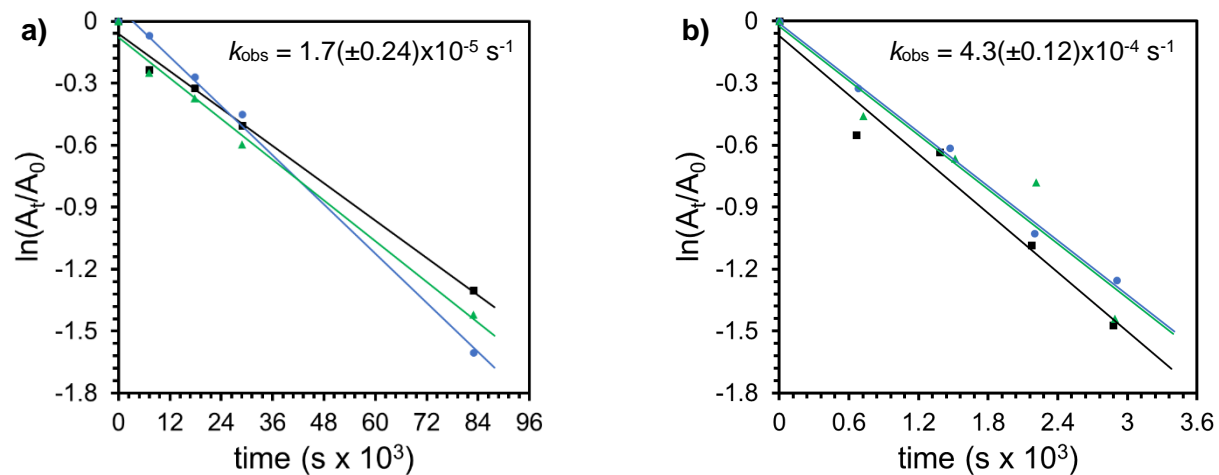 a)
k_obs = 1.7(±0.24)x10⁻⁵ s⁻¹
ln(Aₜ/A₀)
0
-0.3
-0.6
-0.9
-1.2
-1.5
-1.8
0 12 24 36 48 60 72 84 96
time (s x 10³)
b)
k_obs = 4.3(±0.12)x10⁻⁴ s⁻¹
ln(Aₜ/A₀)
0
-0.3
-0.6
-0.9
-1.2
-1.5
-1.8
0 0.6 1.2 1.8 2.4 3 3.6
time (s x 10³)